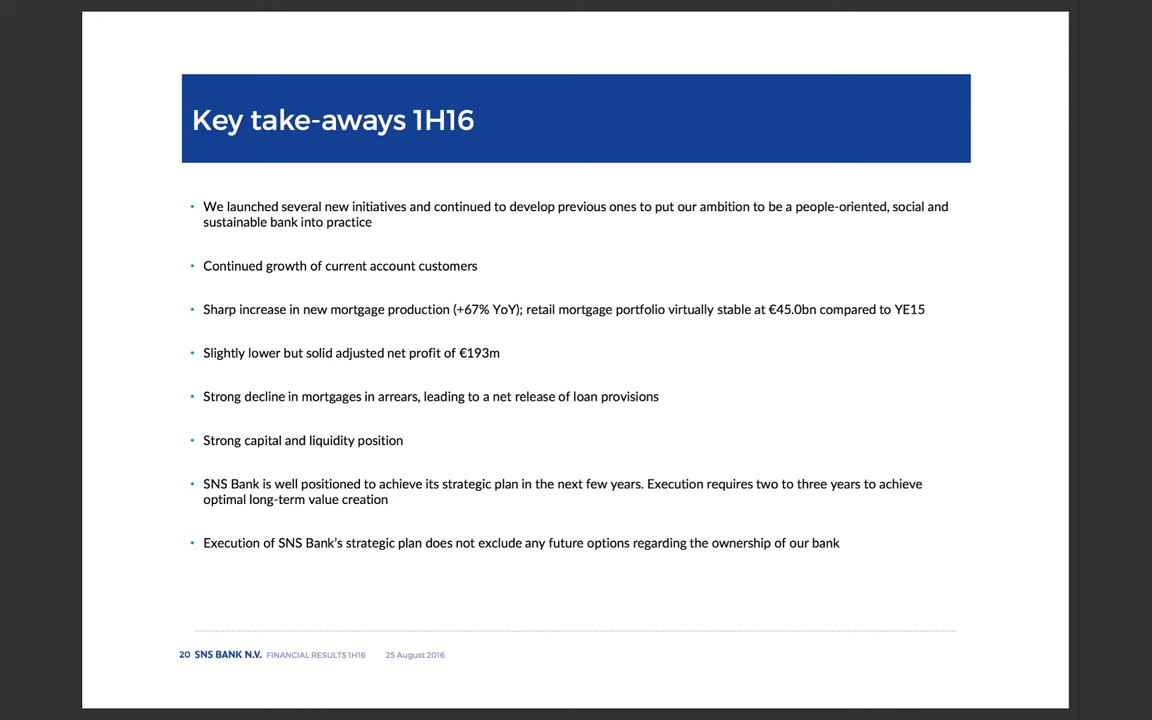 Key take-aways 1H16
• We launched several new initiatives and continued to develop previous ones to put our ambition to be a people-oriented, social and
sustainable bank into practice
• Continued growth of current account customers
• Sharp increase in new mortgage production (+67% YoY); retail mortgage portfolio virtually stable at €45.0bn compared to YE15
• Slightly lower but solid adjusted net profit of €193m
• Strong decline in mortgages in arrears, leading to a net release of loan provisions
• Strong capital and liquidity position
• SNS Bank is well positioned to achieve its strategic plan in the next few years. Execution requires two to three years to achieve
optimal long-term value creation
• Execution of SNS Bank's strategic plan does not exclude any future options regarding the ownership of our bank
20 SNS BANK N.V. FINANCIAL RESULTS 1H16 25 August 2016